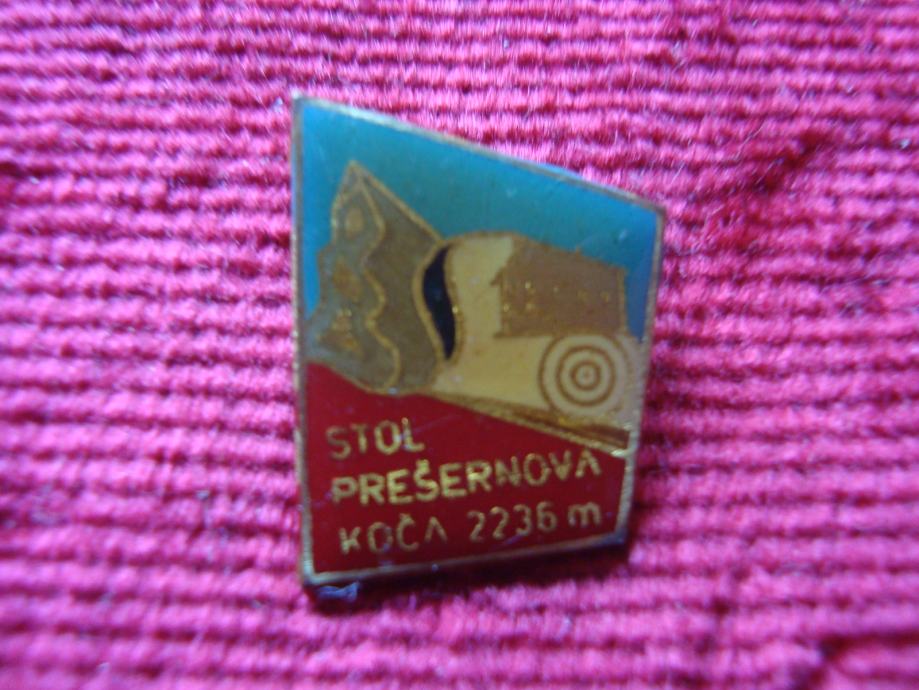 STOL
PREŠERNOVA
KOČA 2236 m